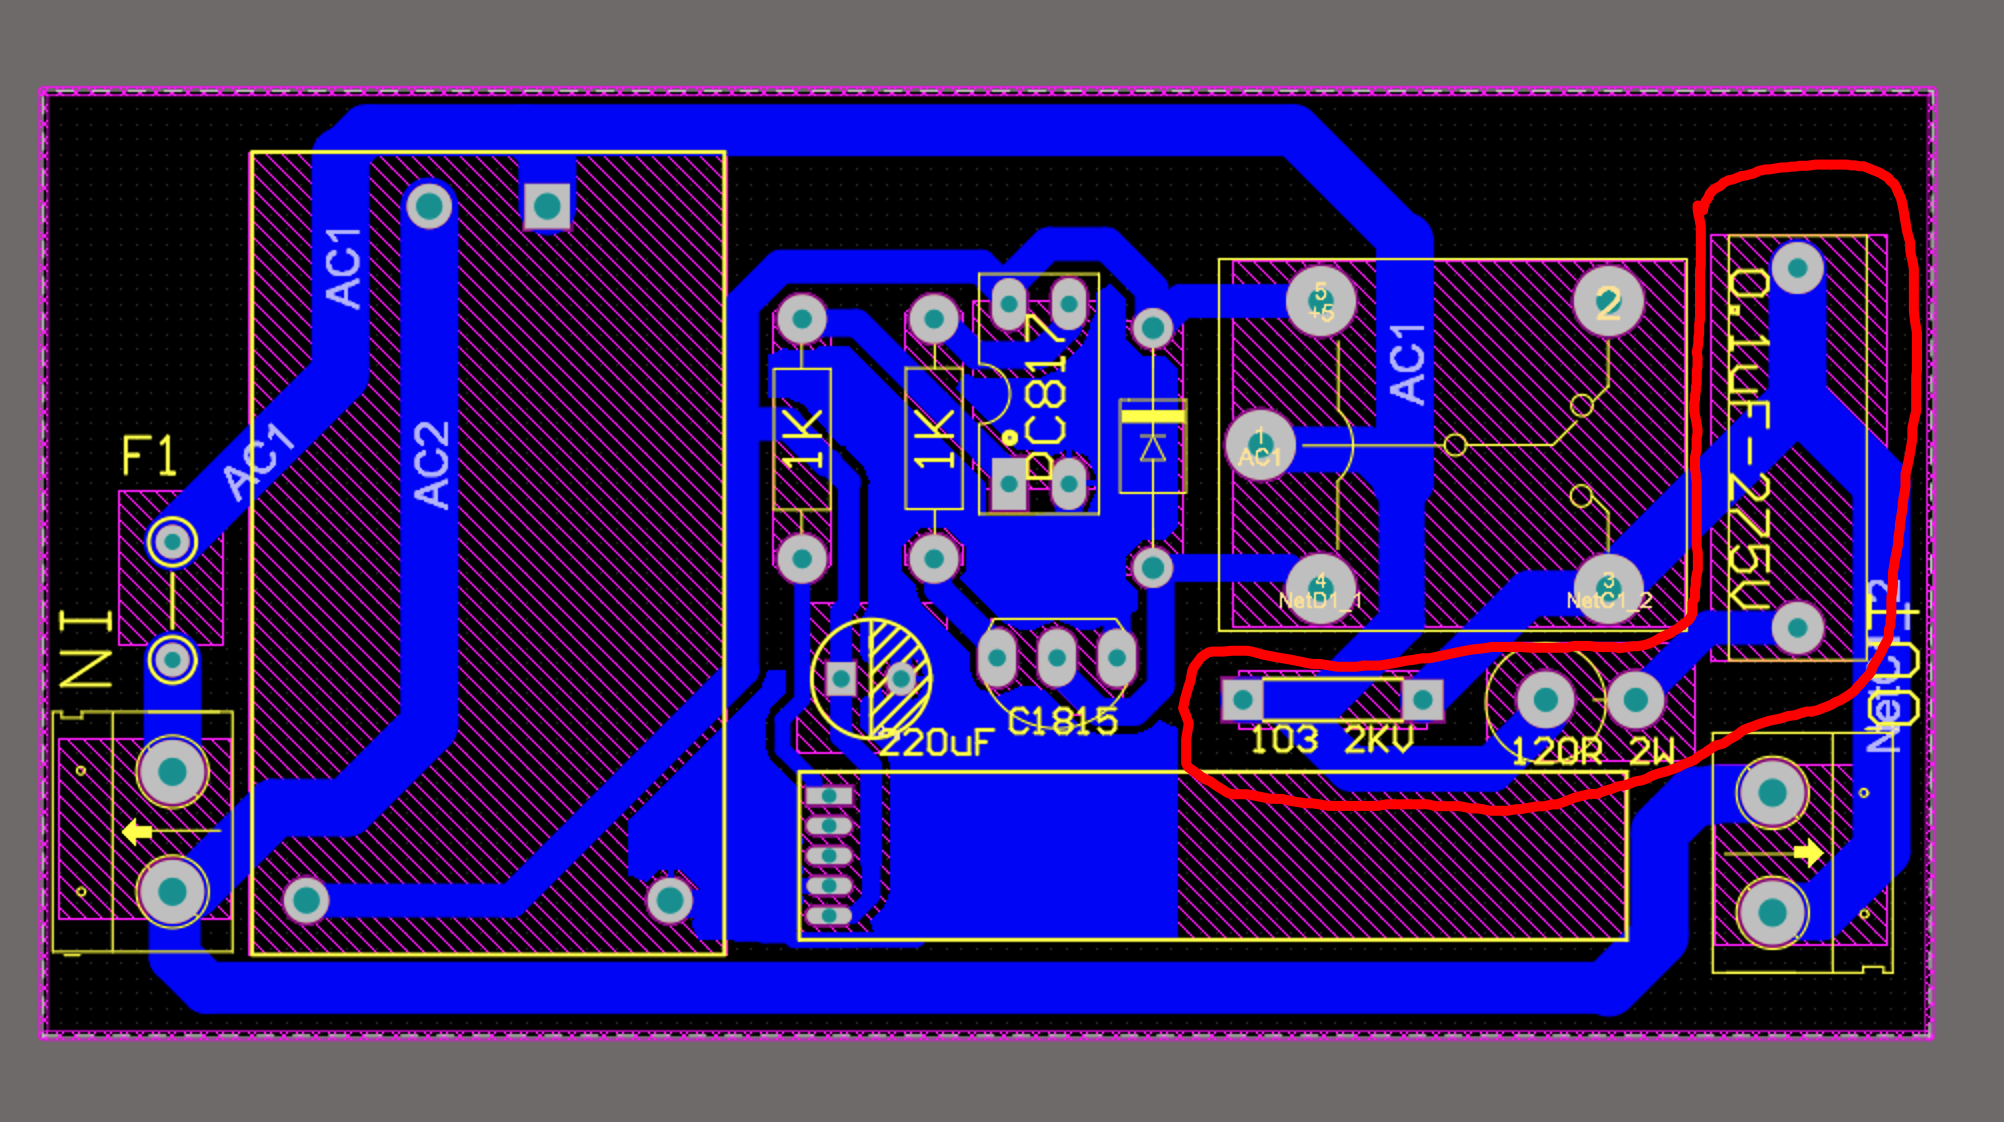 AC1
AC2
AC1
F1
IN
1K
1K
PC817
220uF
C1815
5
+5
2
1
AC1
4
NetD1_1
3
NetC1_2
AC1
0.1uF-275V
103 2KV
120R 2W
OUT